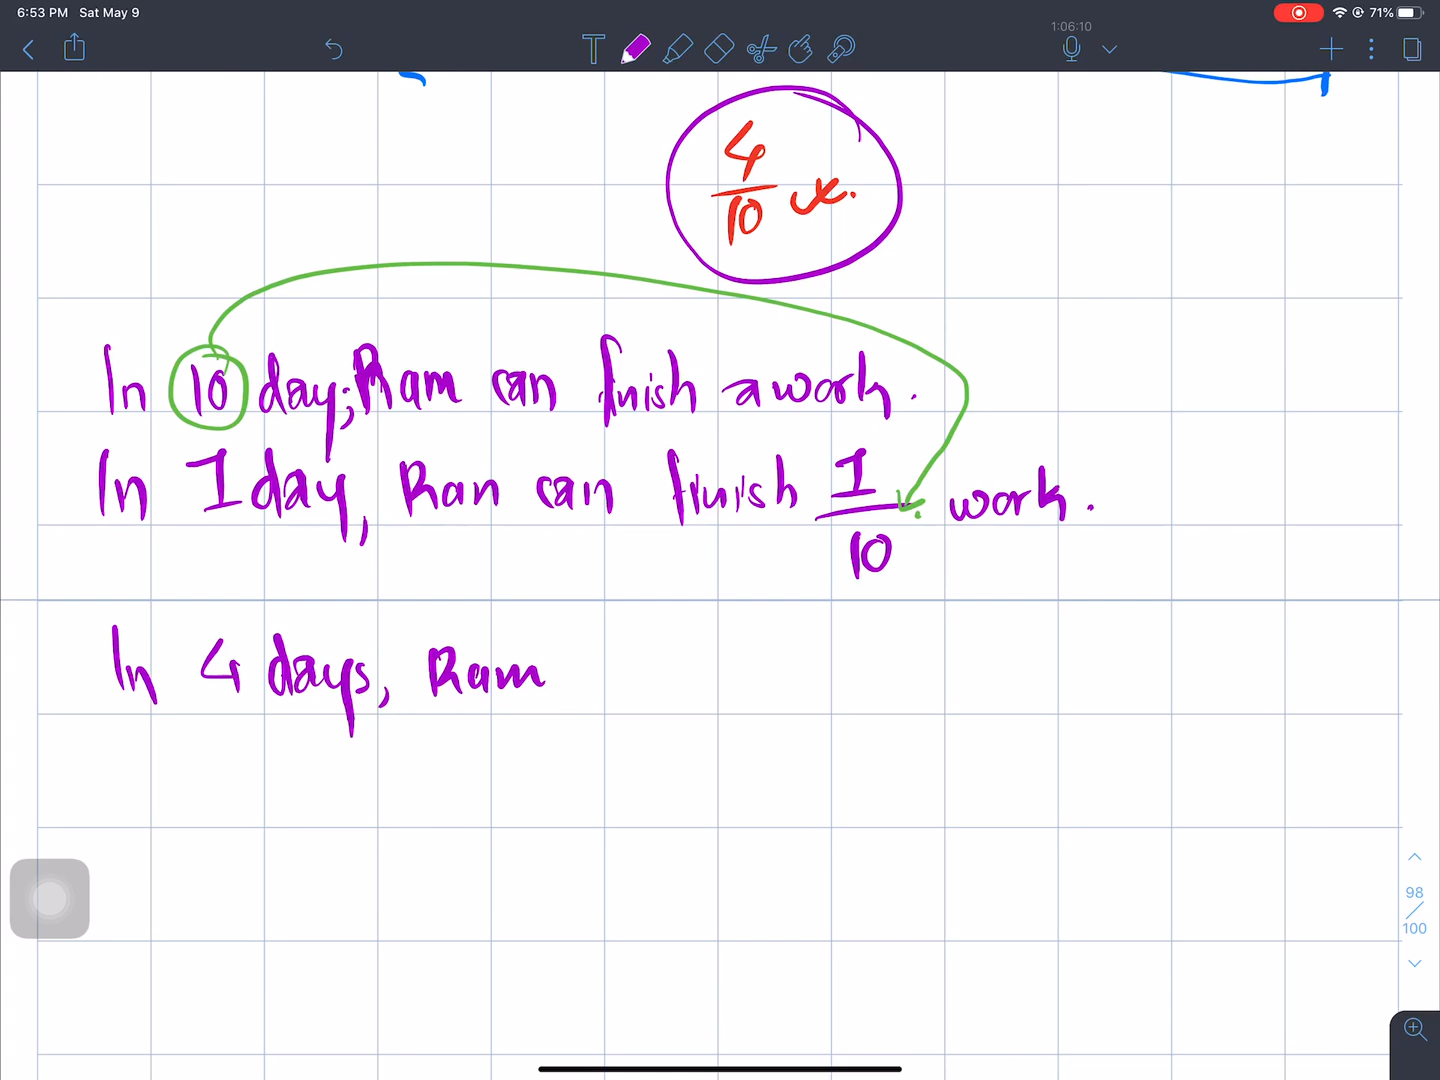 6:53 PM Sat May 9
71%
1:06:10
T
4
10
In 10 day; Ram can finish a work.
In 1 day, Ran can finish 1/10 work.
In 4 days, Ram
98
100